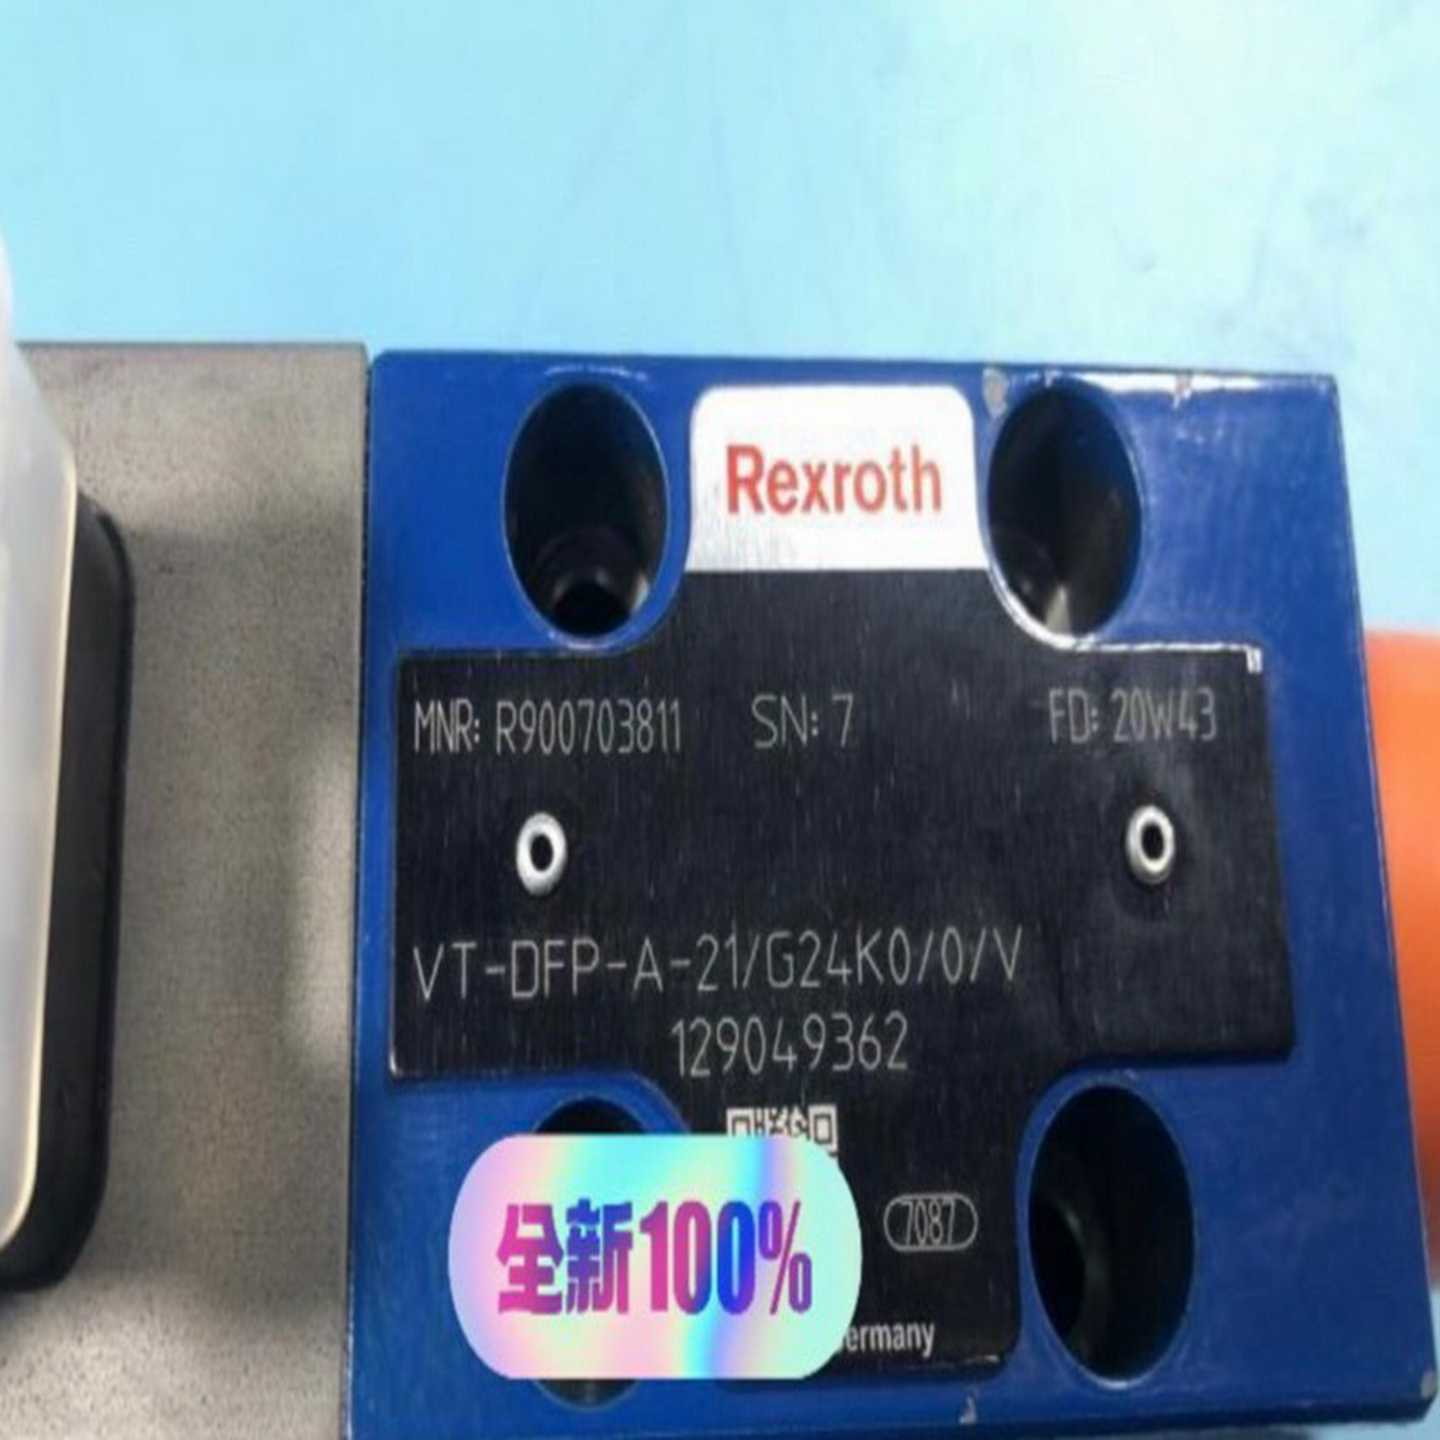 Rexroth
MNR: R900703811 SN: 7 FD: 20W43
VT-DFP-A-21/G24K0/0/V
129049362
7087
全新100%
ermany